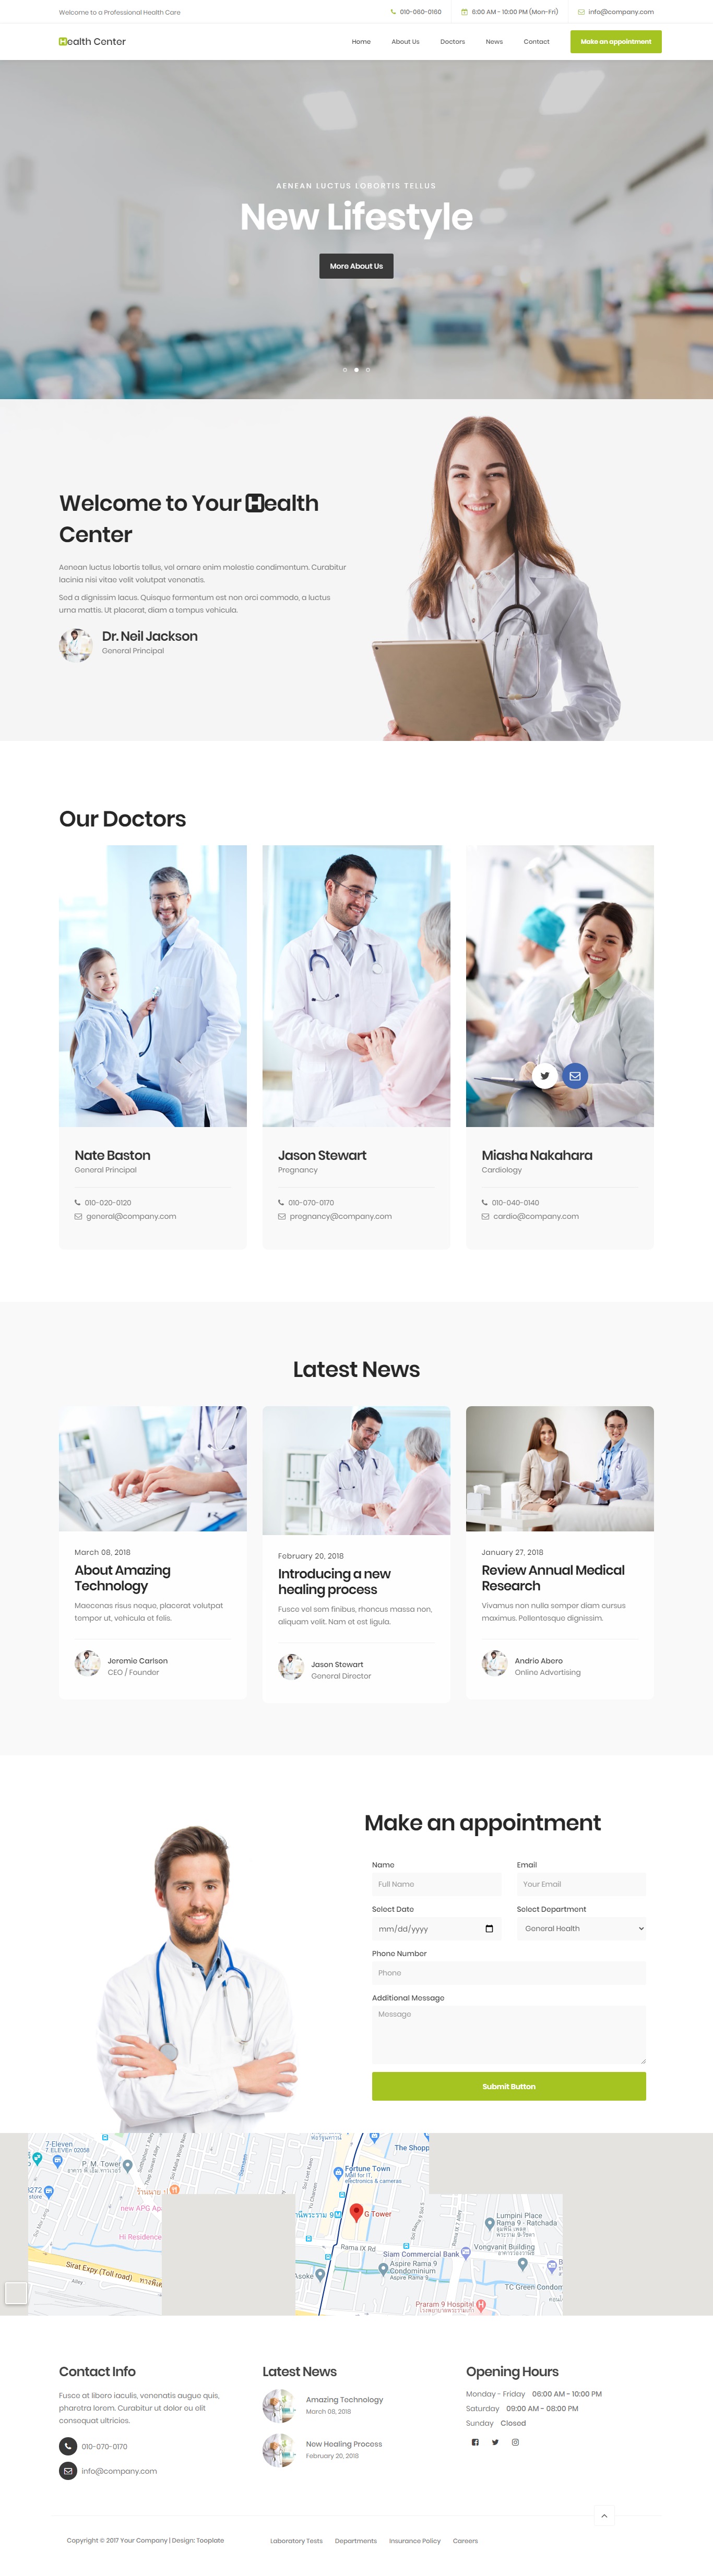 Welcome to a Professional Health Care
010-060-0160
6:00 AM - 10:00 PM (Mon-Fri)
info@company.com
Health Center
Home
About Us
Doctors
News
Contact
Make an appointment
AENEAN LUCTUS LOBORTIS TELLUS
New Lifestyle
More About Us
Welcome to Your Health
Center
Aenean luctus lobortis tellus, vel ornare enim molestie condimentum. Curabitur
lacinia nisi vitae velit volutpat venenatis.
Sed a dignissim lacus. Quisque fermentum est non orci commodo, a luctus
urna mattis. Ut placerat, diam a tempus vehicula.
Dr. Neil Jackson
General Principal
Our Doctors
Nate Baston
General Principal
010-020-0120
general@company.com
Jason Stewart
Pregnancy
010-070-0170
pregnancy@company.com
Miasha Nakahara
Cardiology
010-040-0140
cardio@company.com
Latest News
March 08, 2018
About Amazing
Technology
Maecenas risus neque, placerat volutpat
tempor ut, vehicula et felis.
Jeremie Carlson
CEO / Founder
February 20, 2018
Introducing a new
healing process
Fusce vel sem finibus, rhoncus massa non,
aliquam velit. Nam et est ligula.
Jason Stewart
General Director
January 27, 2018
Review Annual Medical
Research
Vivamus non nulla semper diam cursus
maximus. Pellentesque dignissim.
Andrio Abero
Online Advertising
Make an appointment
Name
Email
Full Name
Your Email
Select Date
Select Department
mm/dd/yyyy
General Health
Phone Number
Phone
Additional Message
Message
Submit Button
7-Eleven
P. M. Tower
new APG Apa
Hi Residence
Sirat Expy (Toll road)
Fortune Town
Mall for IT,
electronics & cameras
The Shopp
G Tower
Rama IX Rd
Siam Commercial Bank
Aspire Rama 9
Condominium
Asoke
Lumpini Place
Rama 9 - Ratchada
Vongvanit Building
TC Green Condom
Praram 9 Hospital
Contact Info
Fusce at libero iaculis, venenatis augue quis,
pharetra lorem. Curabitur ut dolor eu elit
consequat ultricies.
010-070-0170
info@company.com
Latest News
Amazing Technology
March 08, 2018
New Healing Process
February 20, 2018
Opening Hours
Monday - Friday 06:00 AM - 10:00 PM
Saturday 09:00 AM - 08:00 PM
Sunday Closed
Copyright © 2017 Your Company | Design: Tooplate
Laboratory Tests
Departments
Insurance Policy
Careers